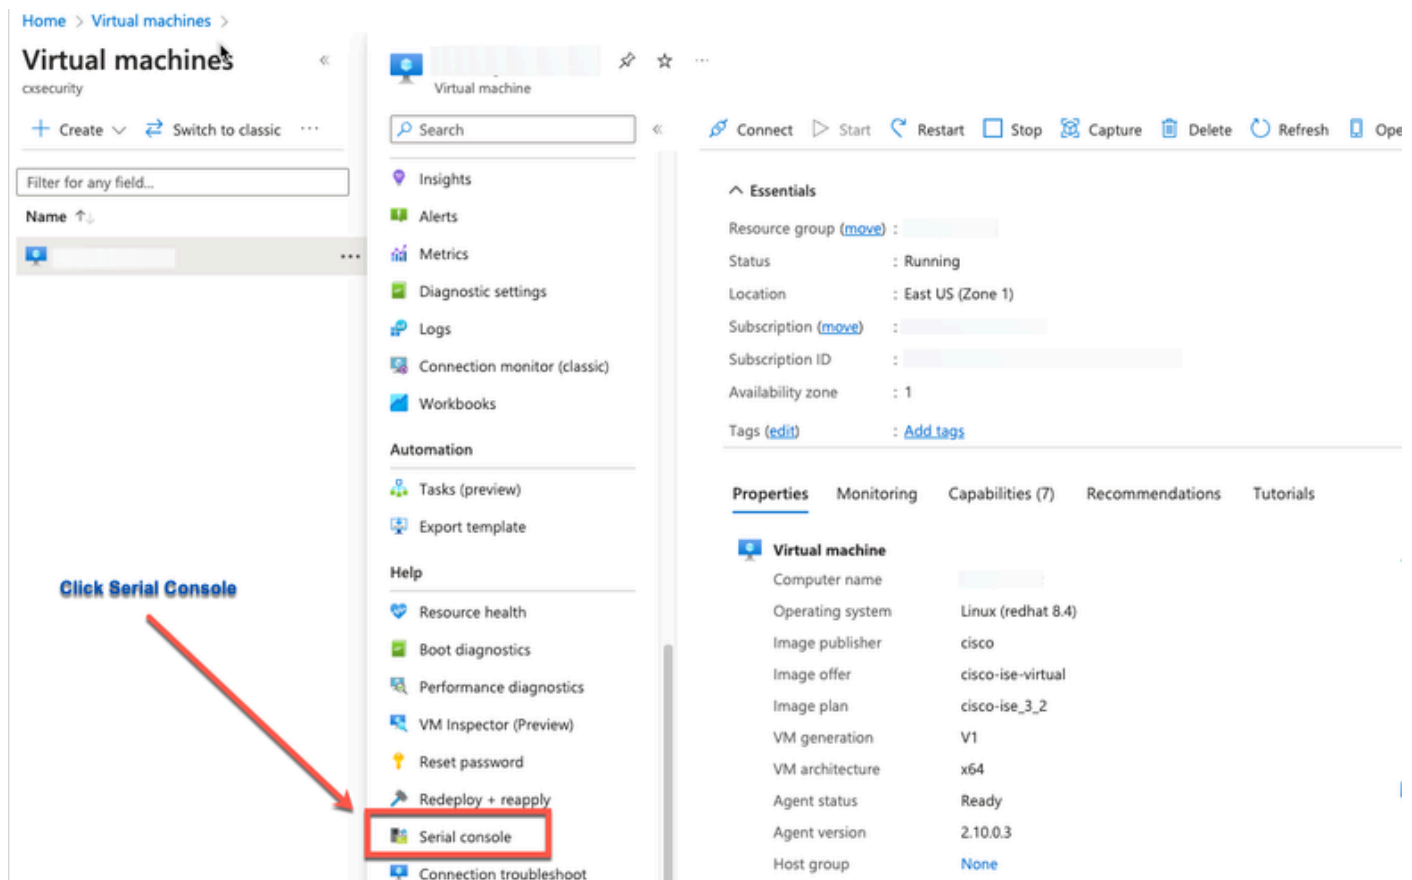 Home > Virtual machines >
Virtual machines
cxsecurity
Create
Switch to classic
Filter for any field...
Name
Virtual machine
Search
Insights
Alerts
Metrics
Diagnostic settings
Logs
Connection monitor (classic)
Workbooks
Automation
Tasks (preview)
Export template
Help
Resource health
Boot diagnostics
Performance diagnostics
VM Inspector (Preview)
Reset password
Redeploy + reapply
Serial console
Connection troubleshoot
Click Serial Console
Connect Start Restart Stop Capture Delete Refresh Ope
Essentials
Resource group (move) :
Status : Running
Location : East US (Zone 1)
Subscription (move) :
Subscription ID :
Availability zone : 1
Tags (edit) : Add tags
Properties Monitoring Capabilities (7) Recommendations Tutorials
Virtual machine
Computer name
Operating system Linux (redhat 8.4)
Image publisher cisco
Image offer cisco-ise-virtual
Image plan cisco-ise_3_2
VM generation V1
VM architecture x64
Agent status Ready
Agent version 2.10.0.3
Host group None